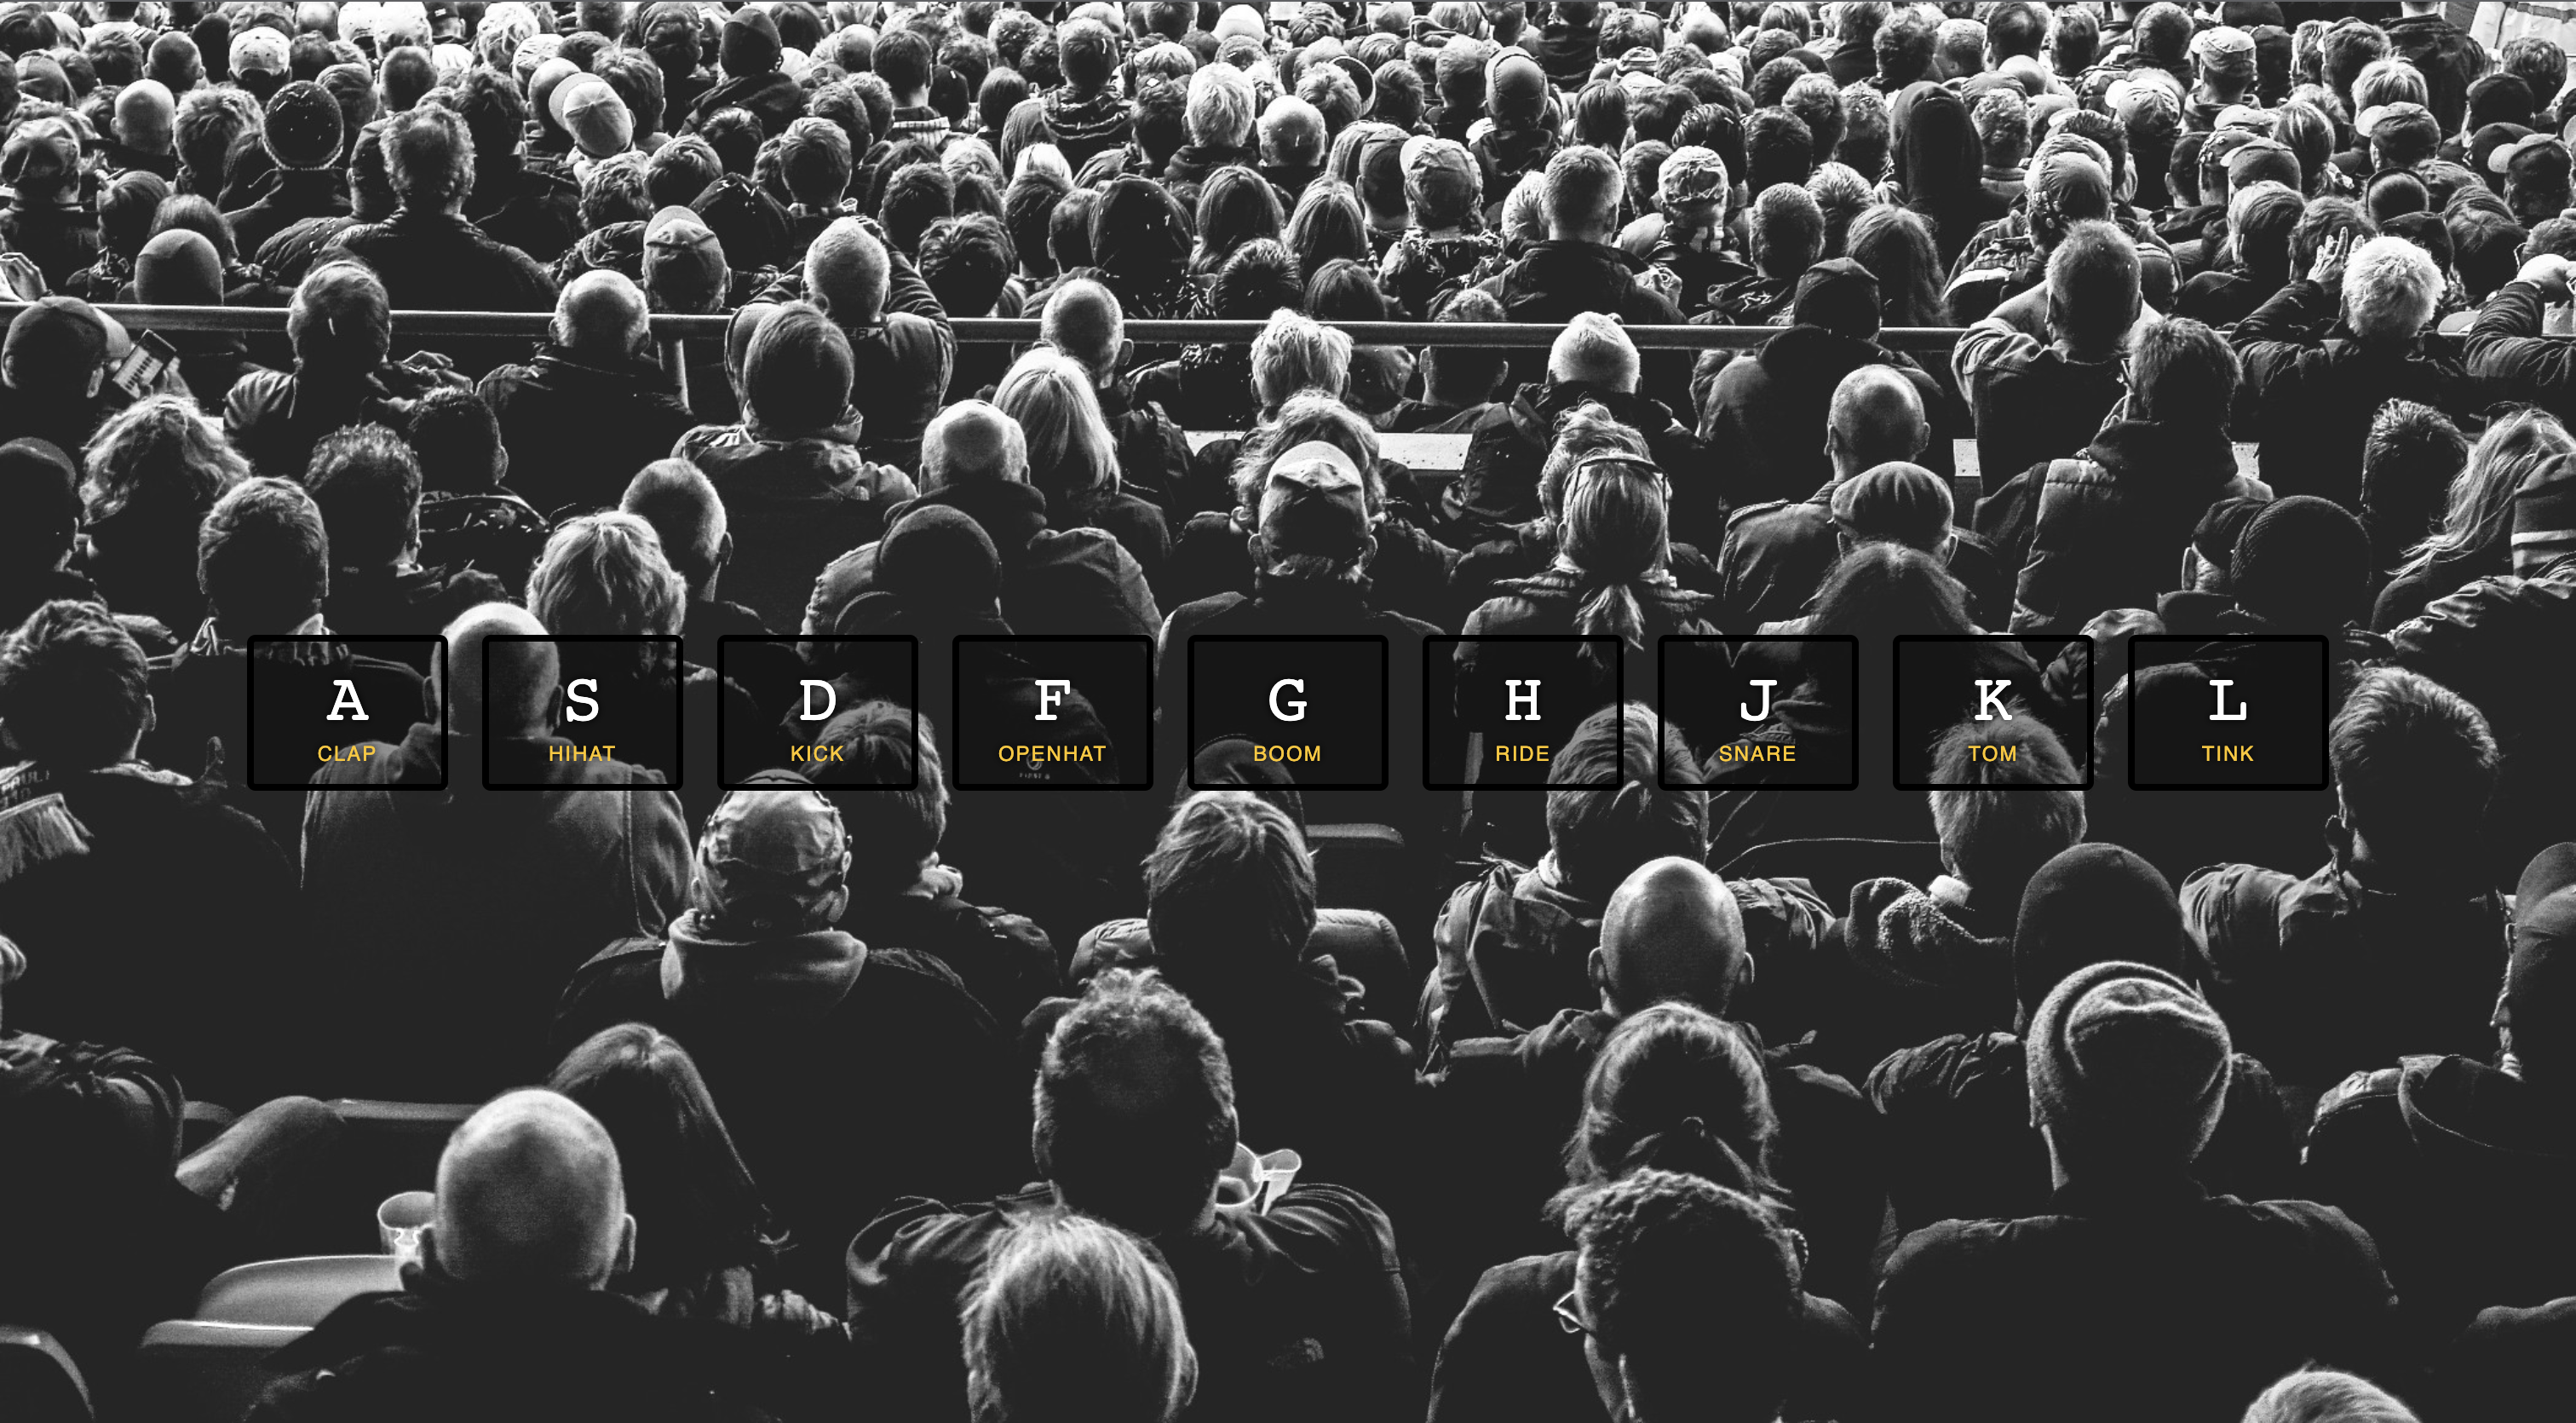 A S D F G H J K L
CLAP HIHAT KICK OPENHAT BOOM RIDE SNARE TOM TINK